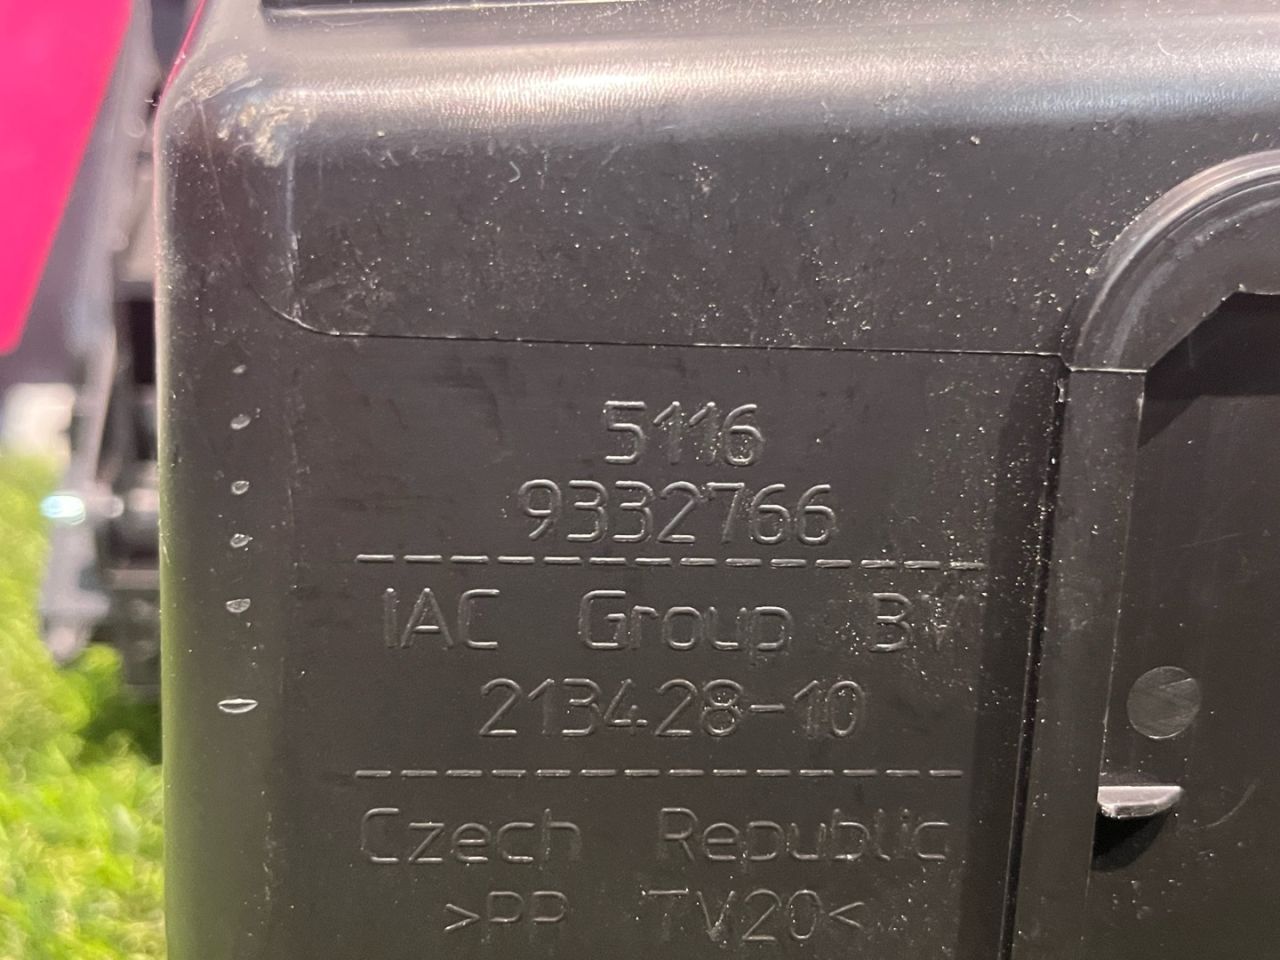 5116
9332766
IAC Group BV
213428-10
Czech Republic
>PP TV20<